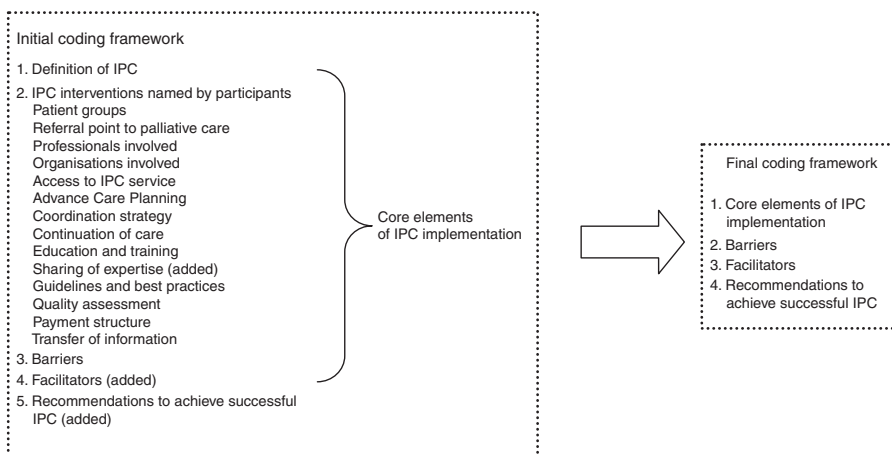 Initial coding framework
1. Definition of IPC
2. IPC interventions named by participants
Patient groups
Referral point to palliative care
Professionals involved
Organisations involved
Access to IPC service
Advance Care Planning
Coordination strategy
Continuation of care
Education and training
Sharing of expertise (added)
Guidelines and best practices
Quality assessment
Payment structure
Transfer of information
3. Barriers
4. Facilitators (added)
5. Recommendations to achieve successful
IPC (added)
Core elements
of IPC implementation
Final coding framework
1. Core elements of IPC
implementation
2. Barriers
3. Facilitators
4. Recommendations to
achieve successful IPC